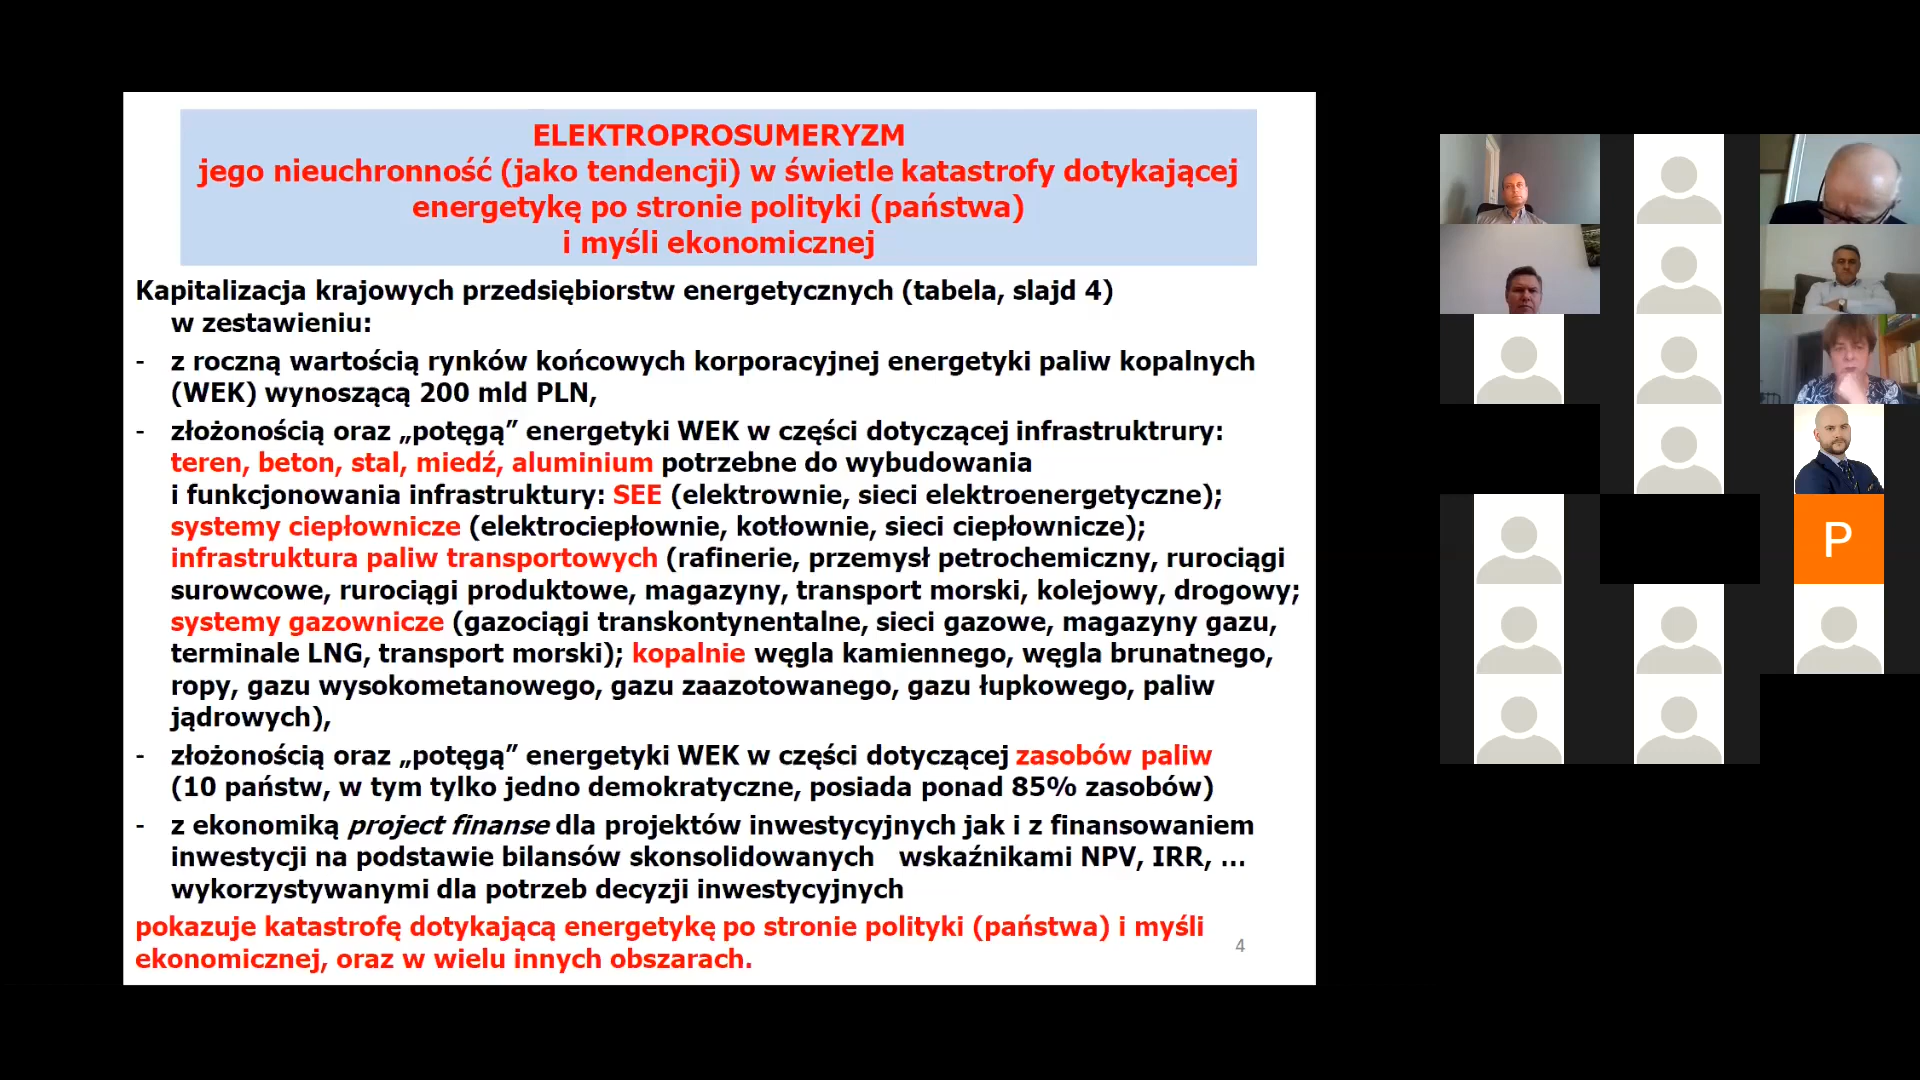 ELEKTROPROSUMERYZM
jego nieuchronność (jako tendencji) w świetle katastrofy dotykającej
energetykę po stronie polityki (państwa)
i myśli ekonomicznej
Kapitalizacja krajowych przedsiębiorstw energetycznych (tabela, slajd 4)
w zestawieniu:
- z roczną wartością rynków końcowych korporacyjnej energetyki paliw kopalnych
(WEK) wynoszącą 200 mld PLN,
- złożonością oraz „potęgą” energetyki WEK w części dotyczącej infrastruktrury:
teren, beton, stal, miedź, aluminium potrzebne do wybudowania
i funkcjonowania infrastruktury: SEE (elektrownie, sieci elektroenergetyczne);
systemy ciepłownicze (elektrociepłownie, kotłownie, sieci ciepłownicze);
infrastruktura paliw transportowych (rafinerie, przemysł petrochemiczny, rurociągi
surowcowe, rurociągi produktowe, magazyny, transport morski, kolejowy, drogowy;
systemy gazownicze (gazociągi transkontynentalne, sieci gazowe, magazyny gazu,
terminale LNG, transport morski); kopalnie węgla kamiennego, węgla brunatnego,
ropy, gazu wysokometanowego, gazu zaazotowanego, gazu łupkowego, paliw
jądrowych),
- złożonością oraz „potęgą” energetyki WEK w części dotyczącej zasobów paliw
(10 państw, w tym tylko jedno demokratyczne, posiada ponad 85% zasobów)
- z ekonomiką project finanse dla projektów inwestycyjnych jak i z finansowaniem
inwestycji na podstawie bilansów skonsolidowanych wskaźnikami NPV, IRR, ...
wykorzystywanymi dla potrzeb decyzji inwestycyjnych
pokazuje katastrofę dotykającą energetykę po stronie polityki (państwa) i myśli
ekonomicznej, oraz w wielu innych obszarach.
4
P